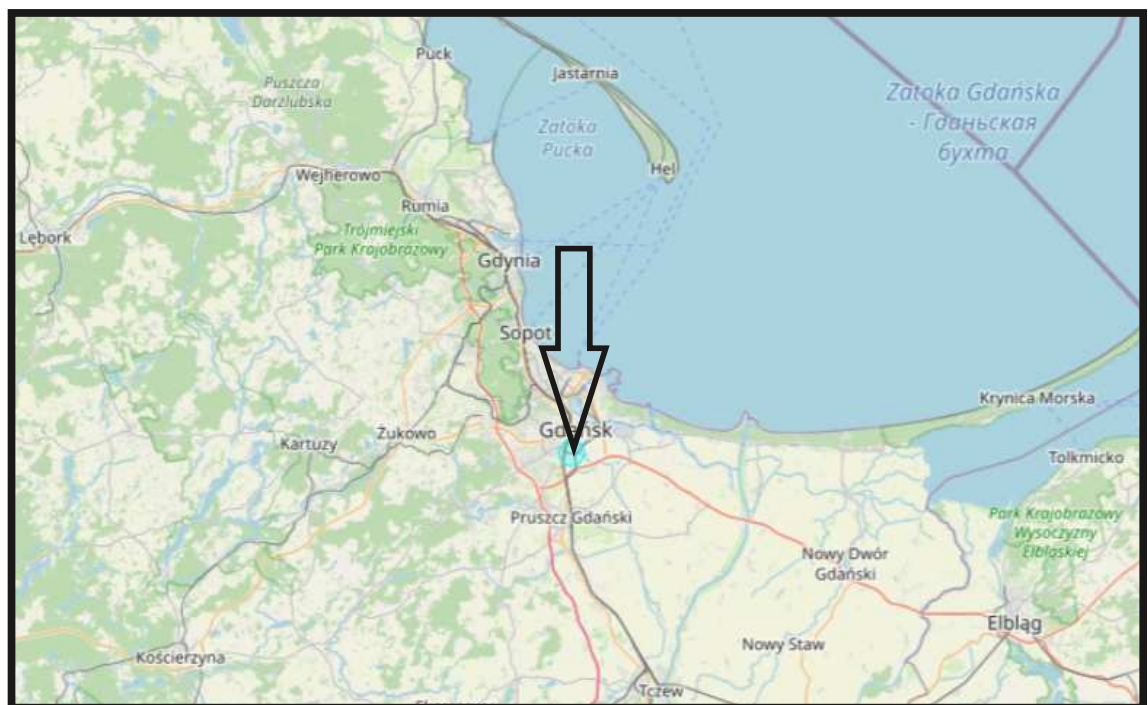 Puck
Jastarnia
Puszcza
Darżlubska
Zatoka Gdańska
- Гданьская
бухта
Zatoka
Pucka
Hel
Wejherowo
Rumia
Lębork
Trójmiejski
Park Krajobrazowy
Gdynia
Sopot
Krynica Morska
Gdańsk
Kartuzy
Żukowo
Tolkmicko
Pruszcz Gdański
Park Krajobrazowy
Wysoczyzny
Elbląskiej
Nowy Dwór
Gdański
Elbląg
Nowy Staw
Kościerzyna
Tczew